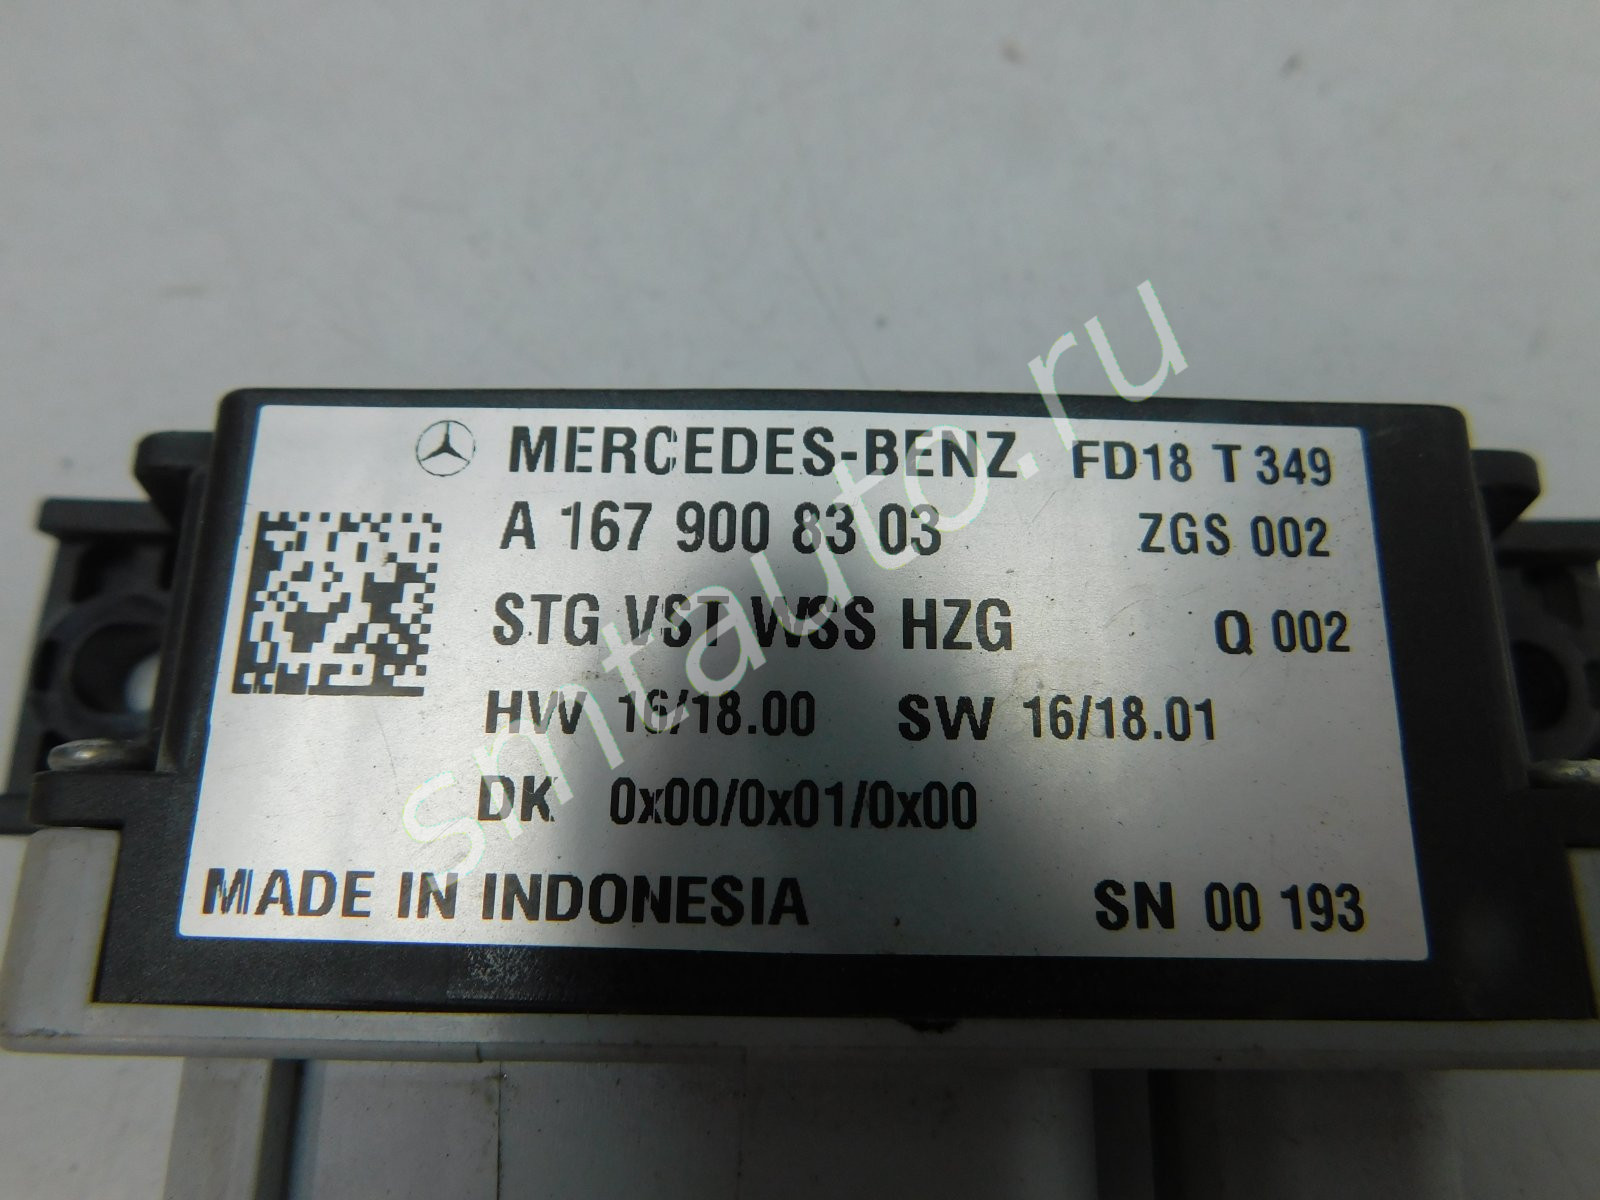 MERCEDES-BENZ FD18 T 349
A 167 900 83 03 ZGS 002
STG VST WSS HZG Q 002
HW 16/18.00 SW 16/18.01
DK 0x00/0x01/0x00
MADE IN INDONESIA SN 00 193
smtauto.ru